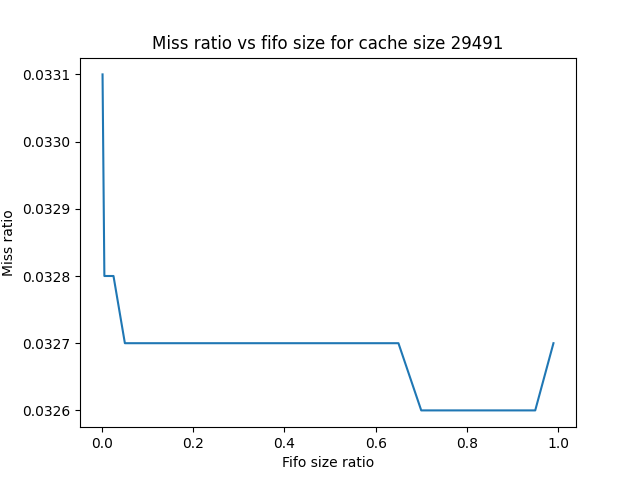 Miss ratio vs fifo size for cache size 29491
0.0331
0.0330
0.0329
0.0328
0.0327
0.0326
Miss ratio
0.0 0.2 0.4 0.6 0.8 1.0
Fifo size ratio